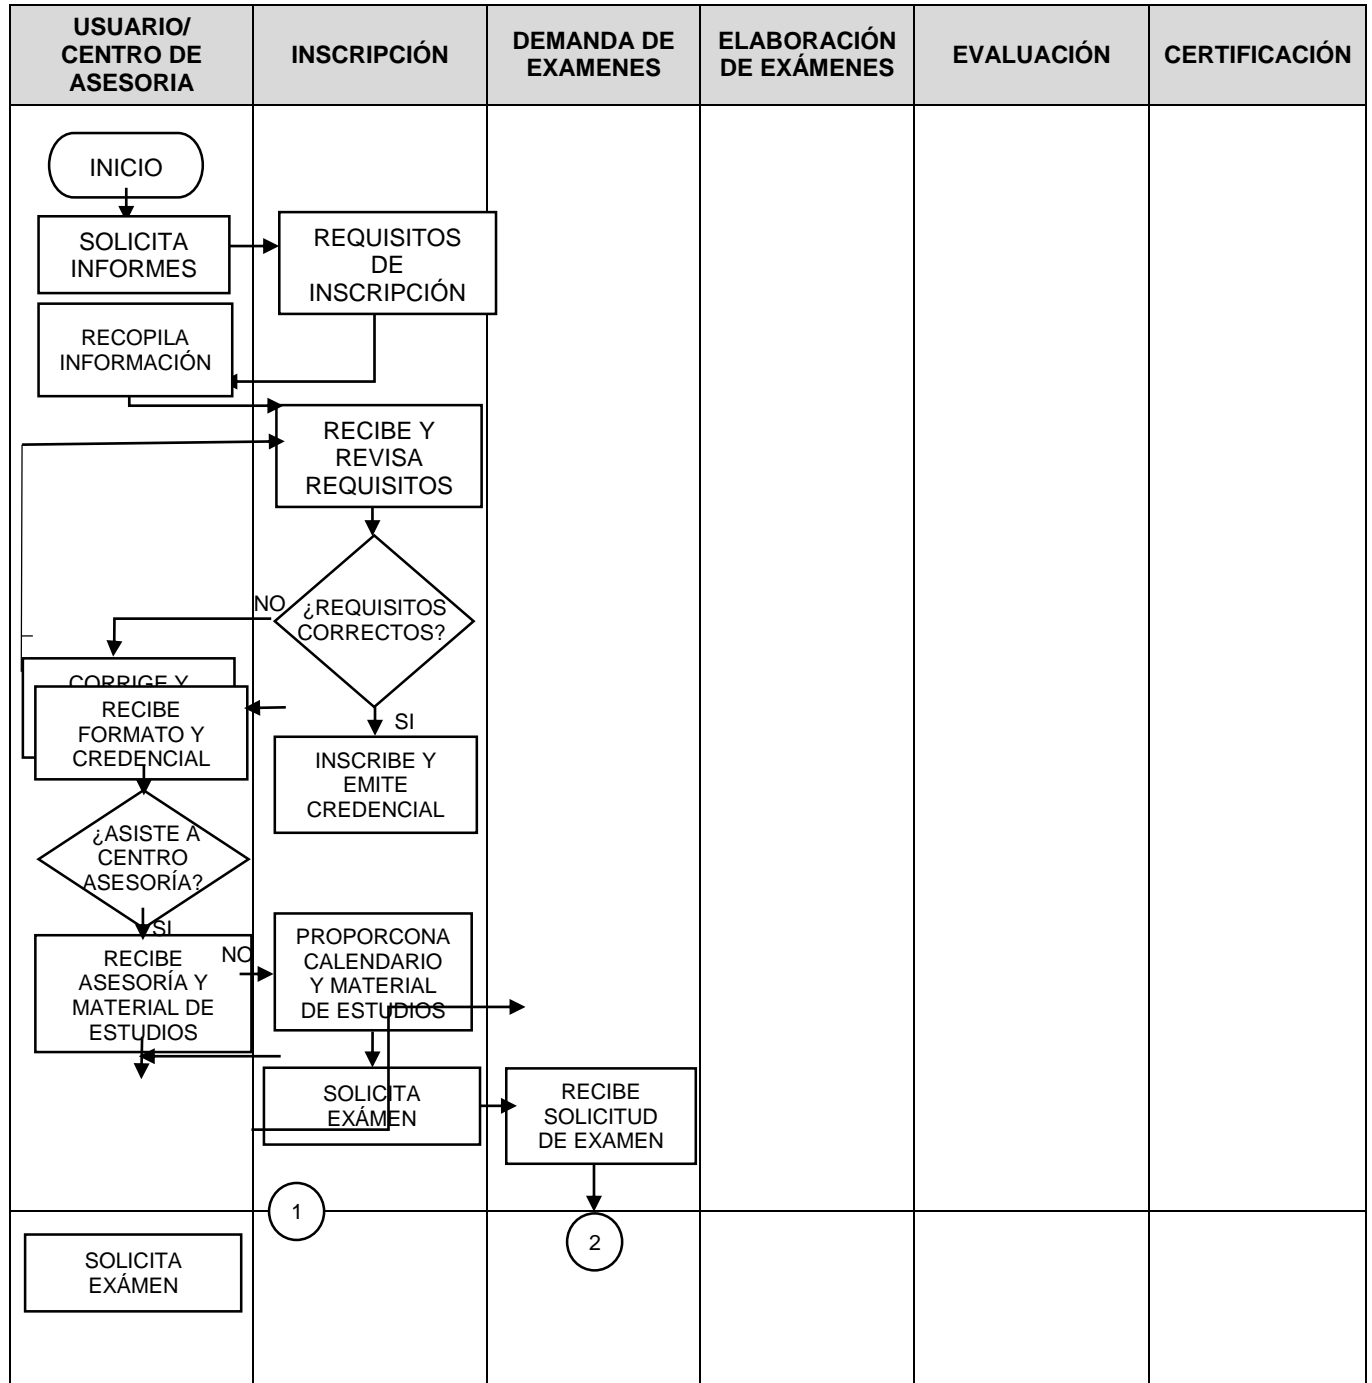 USUARIO/
CENTRO DE
ASESORIA
INSCRIPCIÓN
DEMANDA DE
EXAMENES
ELABORACIÓN
DE EXÁMENES
EVALUACIÓN
CERTIFICACIÓN
INICIO
SOLICITA
INFORMES
REQUISITOS
DE
INSCRIPCIÓN
RECOPILA
INFORMACIÓN
RECIBE Y
REVISA
REQUISITOS
NO
¿REQUISITOS
CORRECTOS?
CORRIGE Y
RECIBE
FORMATO Y
CREDENCIAL
SI
INSCRIBE Y
EMITE
CREDENCIAL
¿ASISTE A
CENTRO
ASESORÍA?
SI
NO
RECIBE
ASESORÍA Y
MATERIAL DE
ESTUDIOS
PROPORCONA
CALENDARIO
Y MATERIAL
DE ESTUDIOS
SOLICITA
EXÁMEN
RECIBE
SOLICITUD
DE EXAMEN
1
2
SOLICITA
EXÁMEN